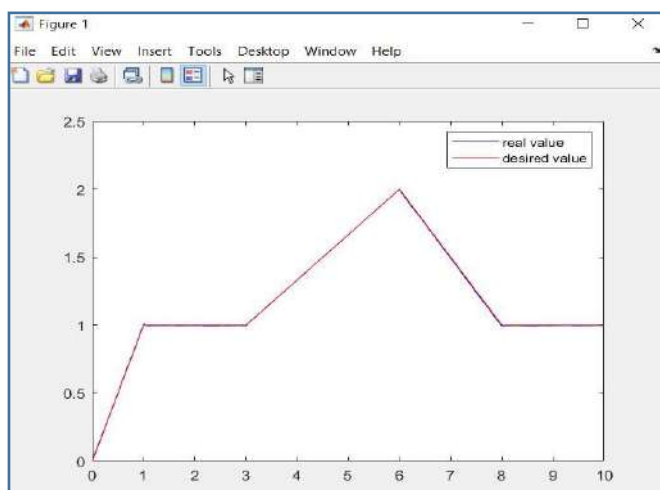 Figure 1
File Edit View Insert Tools Desktop Window Help
2.5
real value
desired value
2
1.5
1
0.5
0
0 1 2 3 4 5 6 7 8 9 10